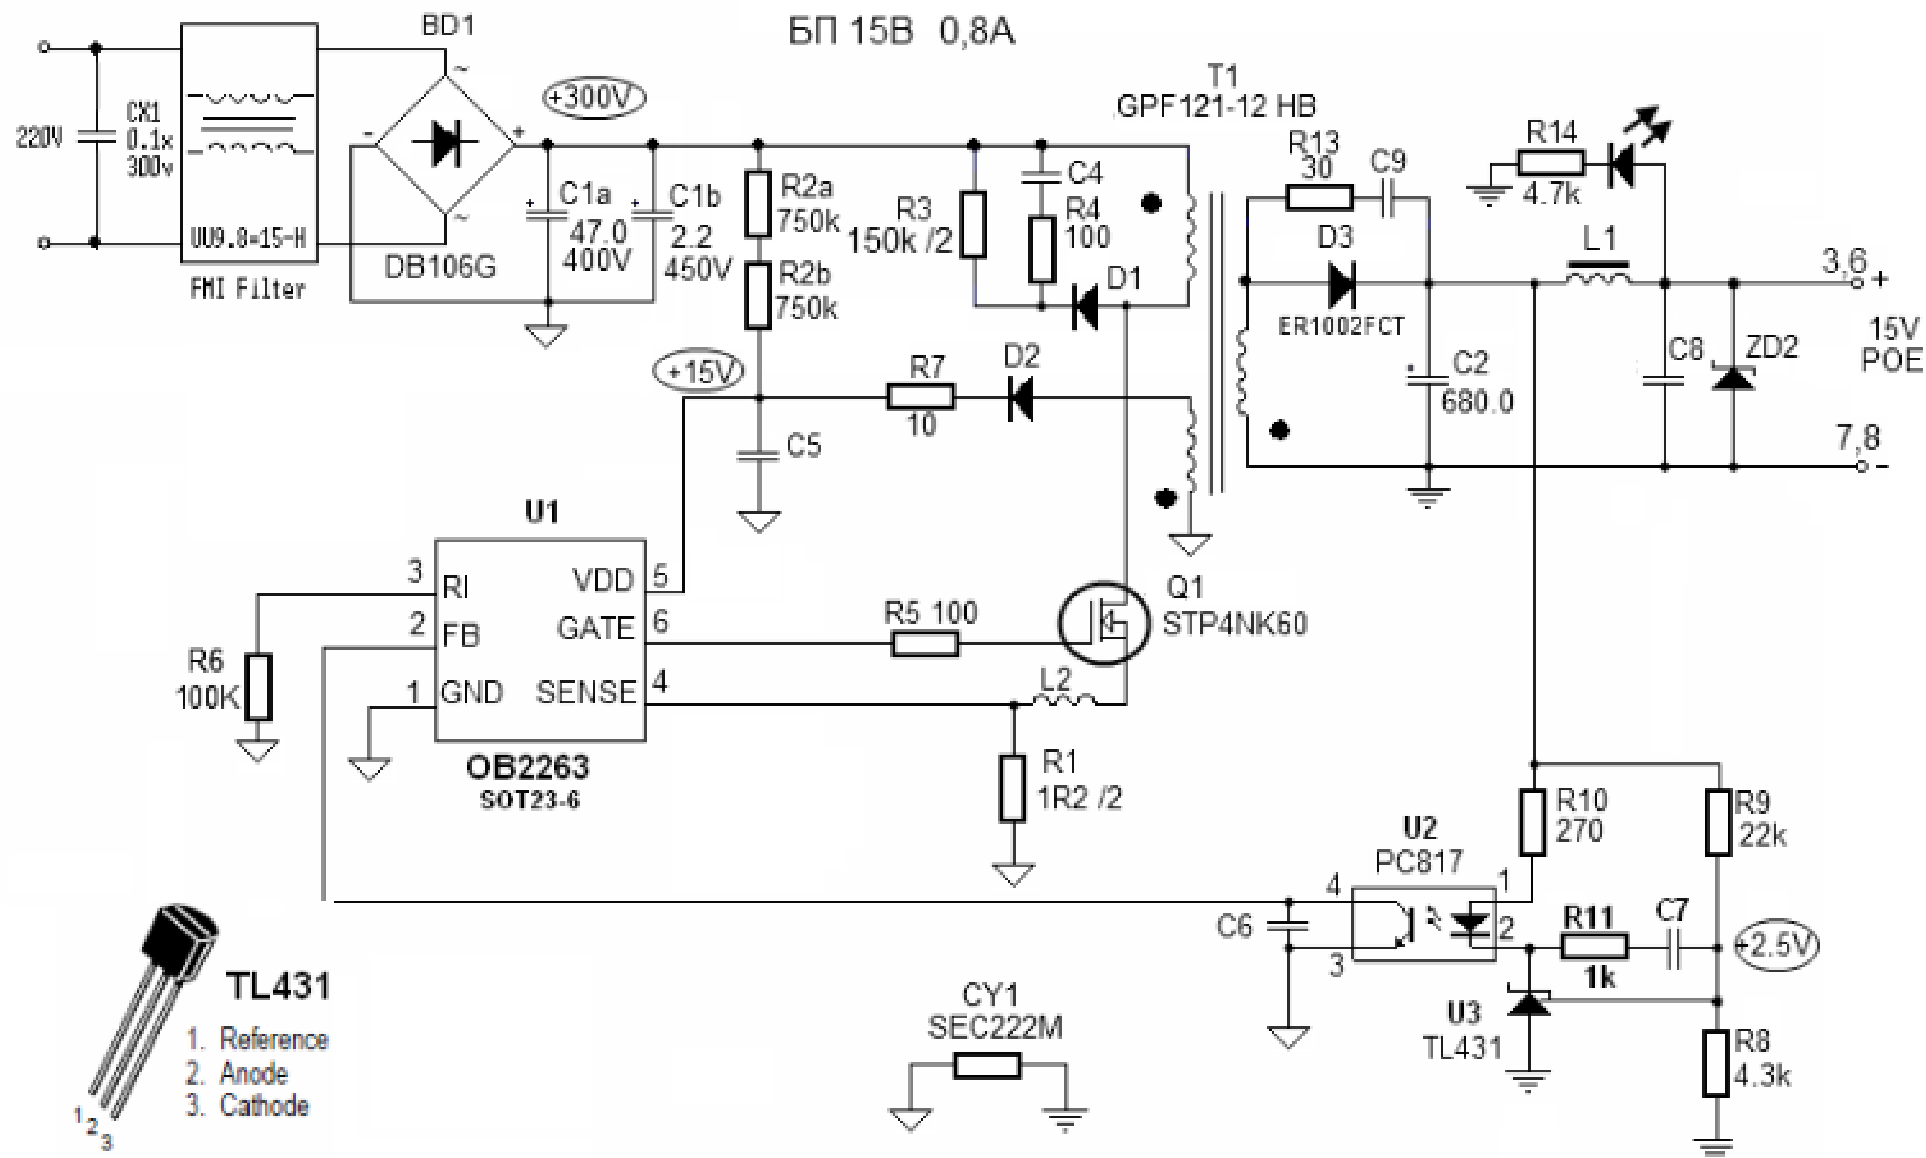 БП 15В 0,8А
BD1
~
+300V
T1
GPF121-12 HB
220V
CX1
0.1x
300v
-
+
~
UU9.8=15-H
FMI Filter
DB106G
+
C1a
47.0
400V
+
C1b
2.2
450V
R2a
750k
R2b
750k
R3
150k /2
C4
R4
100
D1
R13
30
C9
D3
ER1002FCT
R14
4.7k
L1
3,6
+
15V
POE
C2
680.0
C8
ZD2
7,8
-
+15V
R7
10
D2
C5
U1
3
RI
VDD
5
2
FB
GATE
6
1
GND
SENSE
4
OB2263
SOT23-6
R6
100K
R5 100
Q1
STP4NK60
L2
R1
1R2 /2
R10
270
R9
22k
U2
PC817
4
1
2
3
C6
R11
1k
C7
+2.5V
U3
TL431
R8
4.3k
CY1
SEC222M
TL431
1. Reference
2. Anode
3. Cathode
1
2
3